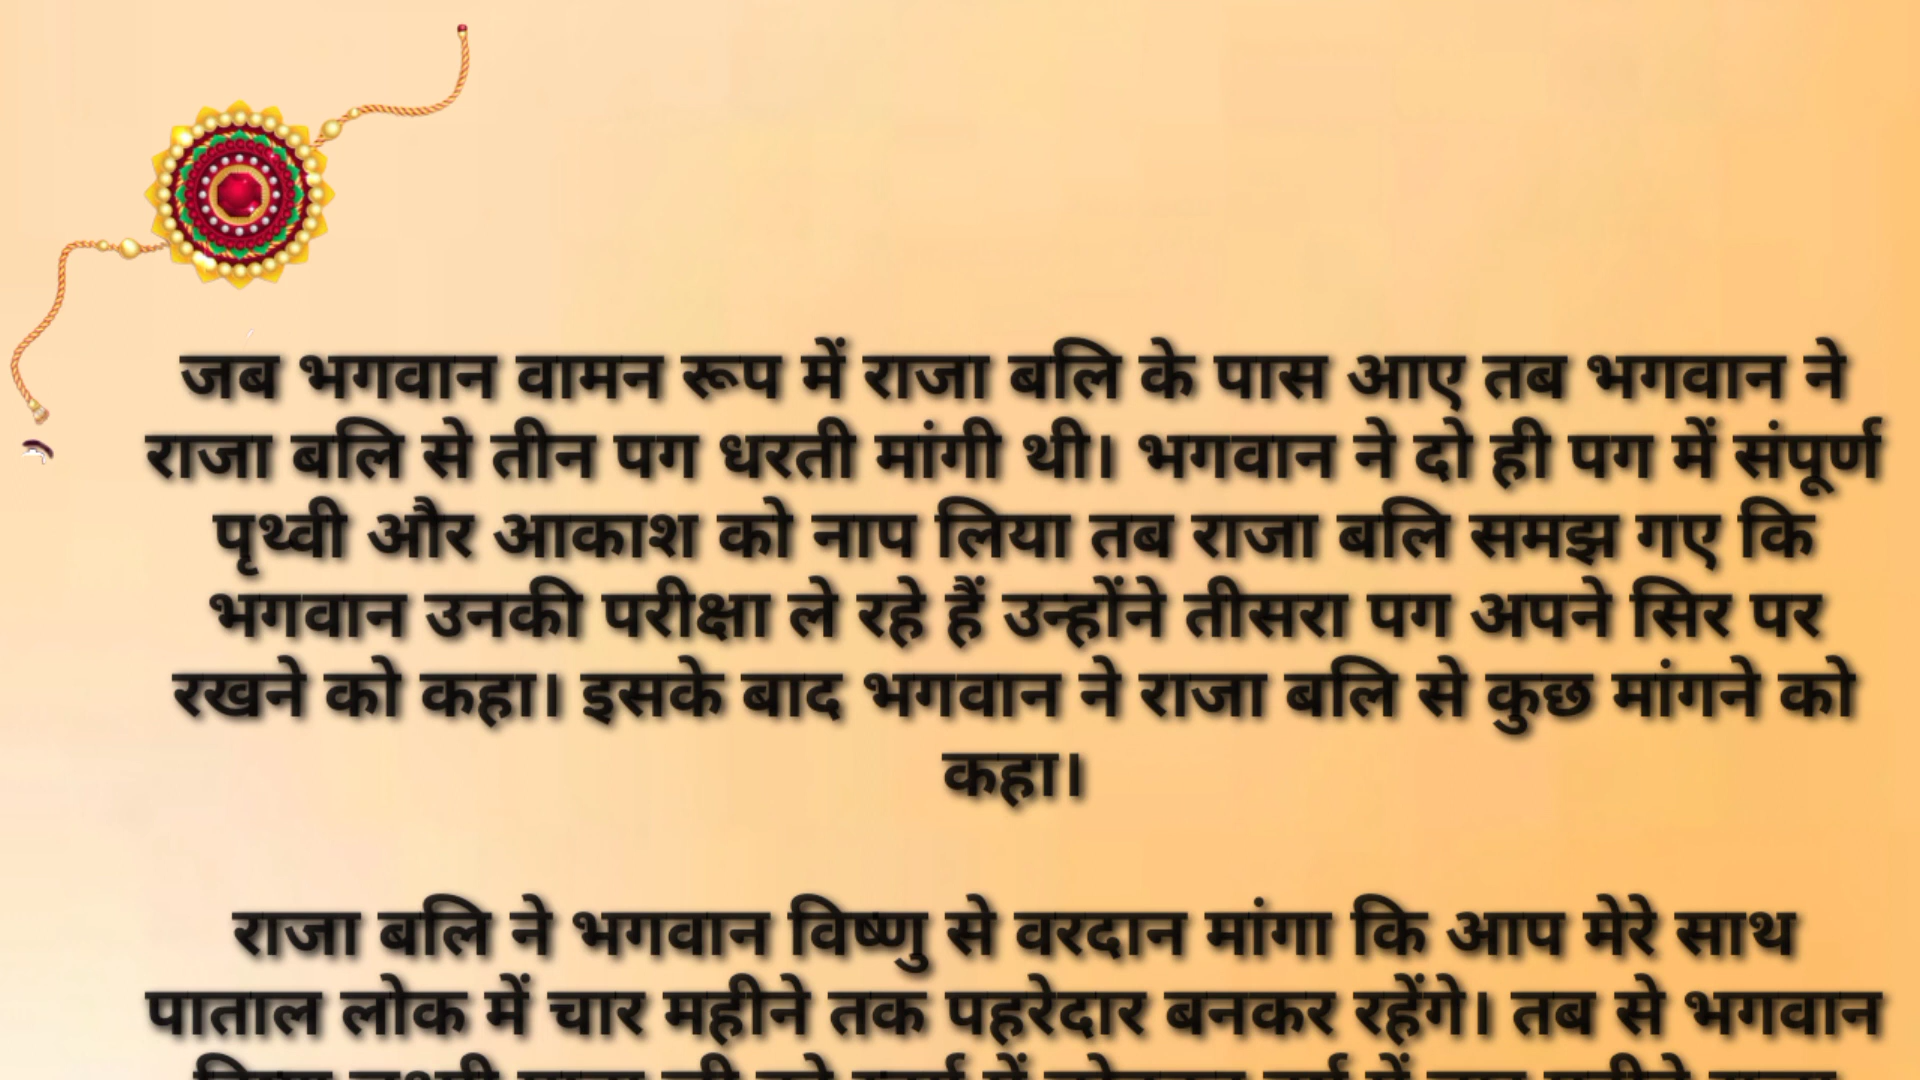 जब भगवान वामन रूप में राजा बलि के पास आए तब भगवान ने
राजा बलि से तीन पग धरती मांगी थी। भगवान ने दो ही पग में संपूर्ण
पृथ्वी और आकाश को नाप लिया तब राजा बलि समझ गए कि
भगवान उनकी परीक्षा ले रहे हैं उन्होंने तीसरा पग अपने सिर पर
रखने को कहा। इसके बाद भगवान ने राजा बलि से कुछ मांगने को
कहा।
राजा बलि ने भगवान विष्णु से वरदान मांगा कि आप मेरे साथ
पाताल लोक में चार महीने तक पहरेदार बनकर रहेंगे। तब से भगवान